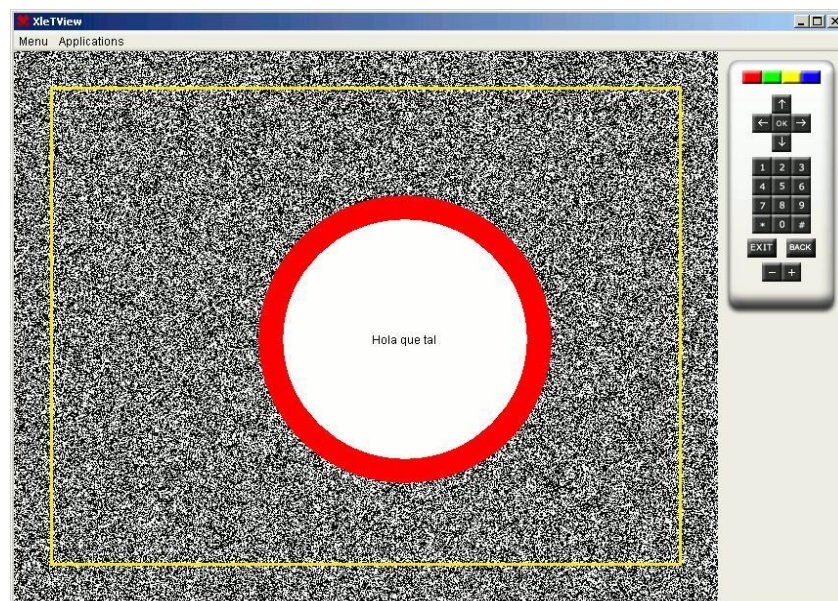 XleTView
Menu Applications
Hola que tal
↑
← OK →
↓
1 2 3
4 5 6
7 8 9
* 0 #
EXIT BACK
− +